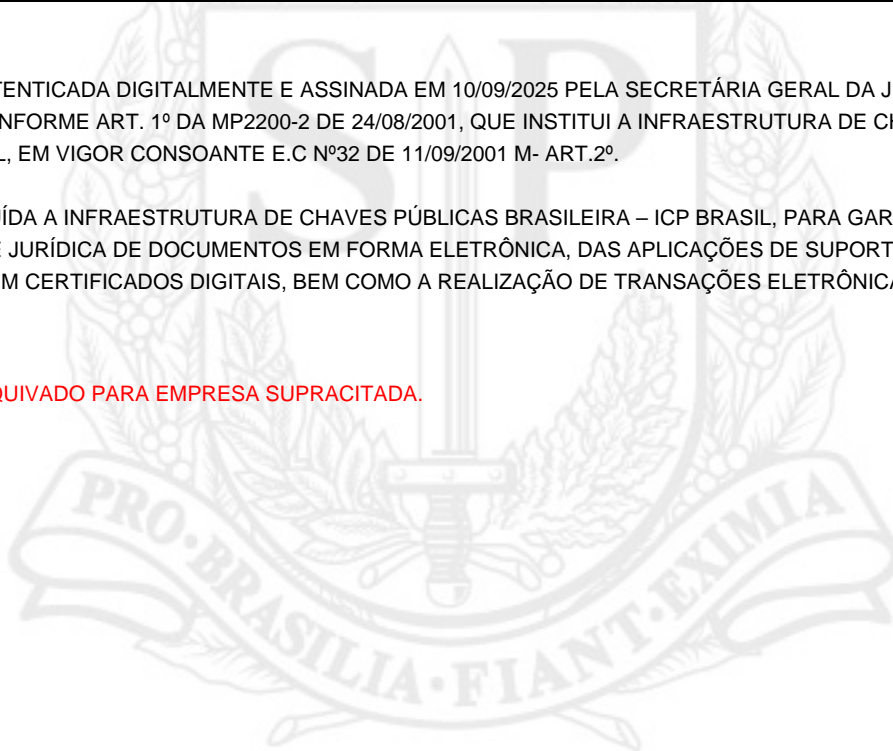 TENTICADA DIGITALMENTE E ASSINADA EM 10/09/2025 PELA SECRETÁRIA GERAL DA J
NFORME ART. 1º DA MP2200-2 DE 24/08/2001, QUE INSTITUI A INFRAESTRUTURA DE C
L, EM VIGOR CONSOANTE E.C Nº32 DE 11/09/2001 M- ART.2º.
UÍDA A INFRAESTRUTURA DE CHAVES PÚBLICAS BRASILEIRA – ICP BRASIL, PARA GAR
E JURÍDICA DE DOCUMENTOS EM FORMA ELETRÔNICA, DAS APLICAÇÕES DE SUPORT
M CERTIFICADOS DIGITAIS, BEM COMO A REALIZAÇÃO DE TRANSAÇÕES ELETRÔNICA
QUIVADO PARA EMPRESA SUPRACITADA.
SP
PRO·BRASILIA·FIANT·EXIMIA